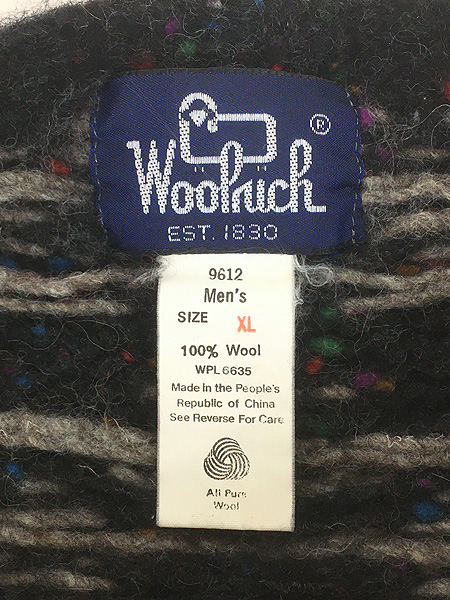 Woolrich
®
EST. 1830
9612
Men's
SIZE XL
100% Wool
WPL 6635
Made in the People's
Republic of China
See Reverse For Care
All Pure
Wool